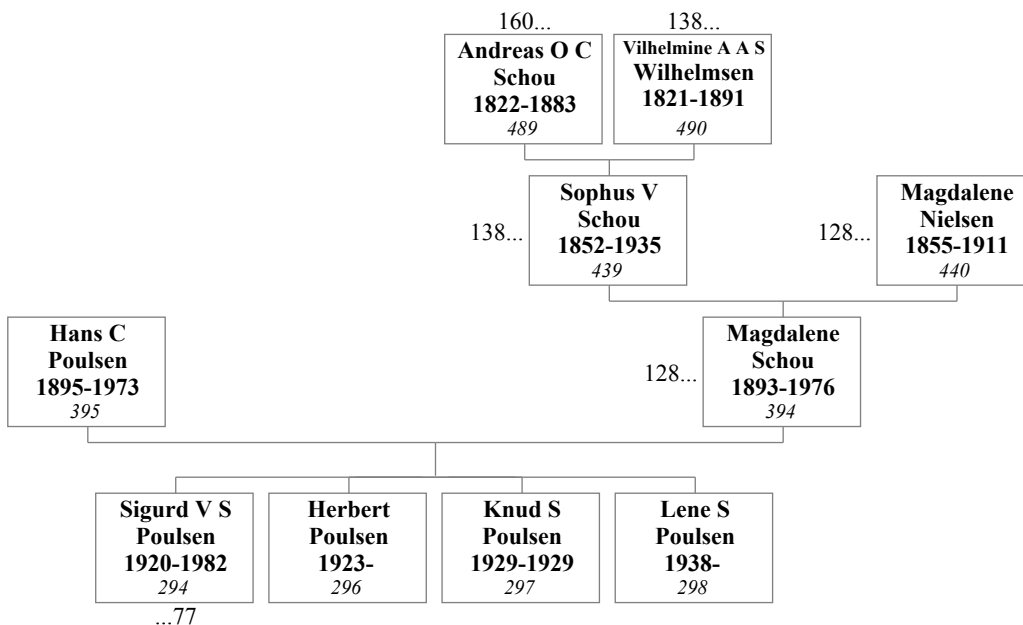 160...
138...
Andreas O C
Schou
1822-1883
489
Vilhelmine A A S
Wilhelmsen
1821-1891
490
138...
Sophus V
Schou
1852-1935
439
128...
Magdalene
Nielsen
1855-1911
440
Hans C
Poulsen
1895-1973
395
128...
Magdalene
Schou
1893-1976
394
Sigurd V S
Poulsen
1920-1982
294
Herbert
Poulsen
1923-
296
Knud S
Poulsen
1929-1929
297
Lene S
Poulsen
1938-
298
...77